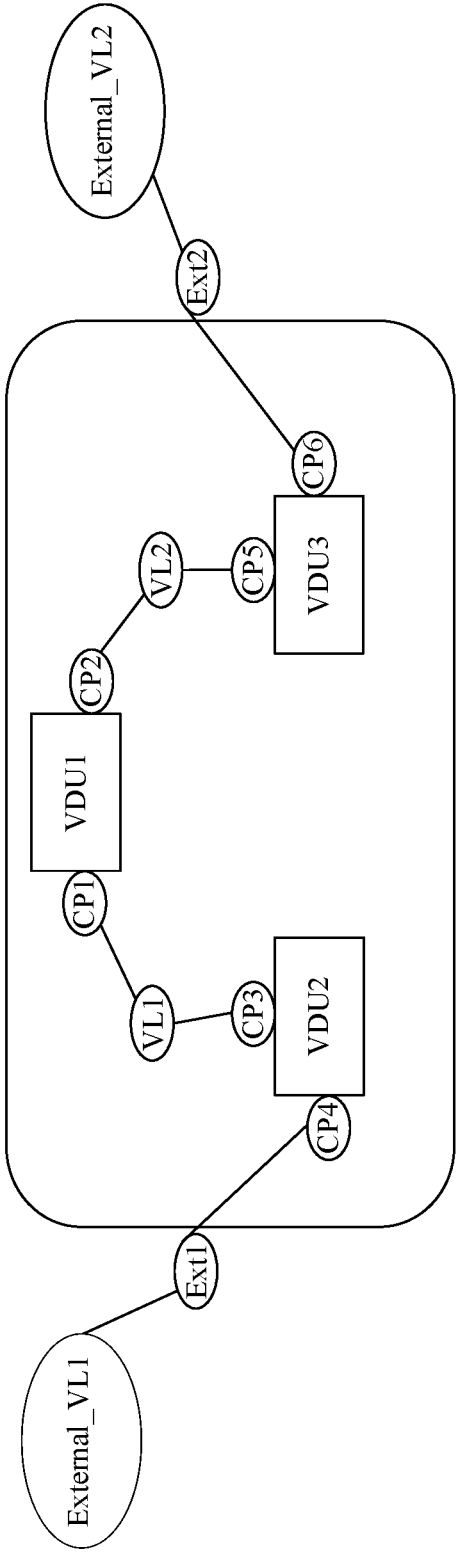 External_VL1
Ext1
CP4
VDU2
CP3
VL1
CP1
VDU1
CP2
VL2
CP5
VDU3
CP6
Ext2
External_VL2